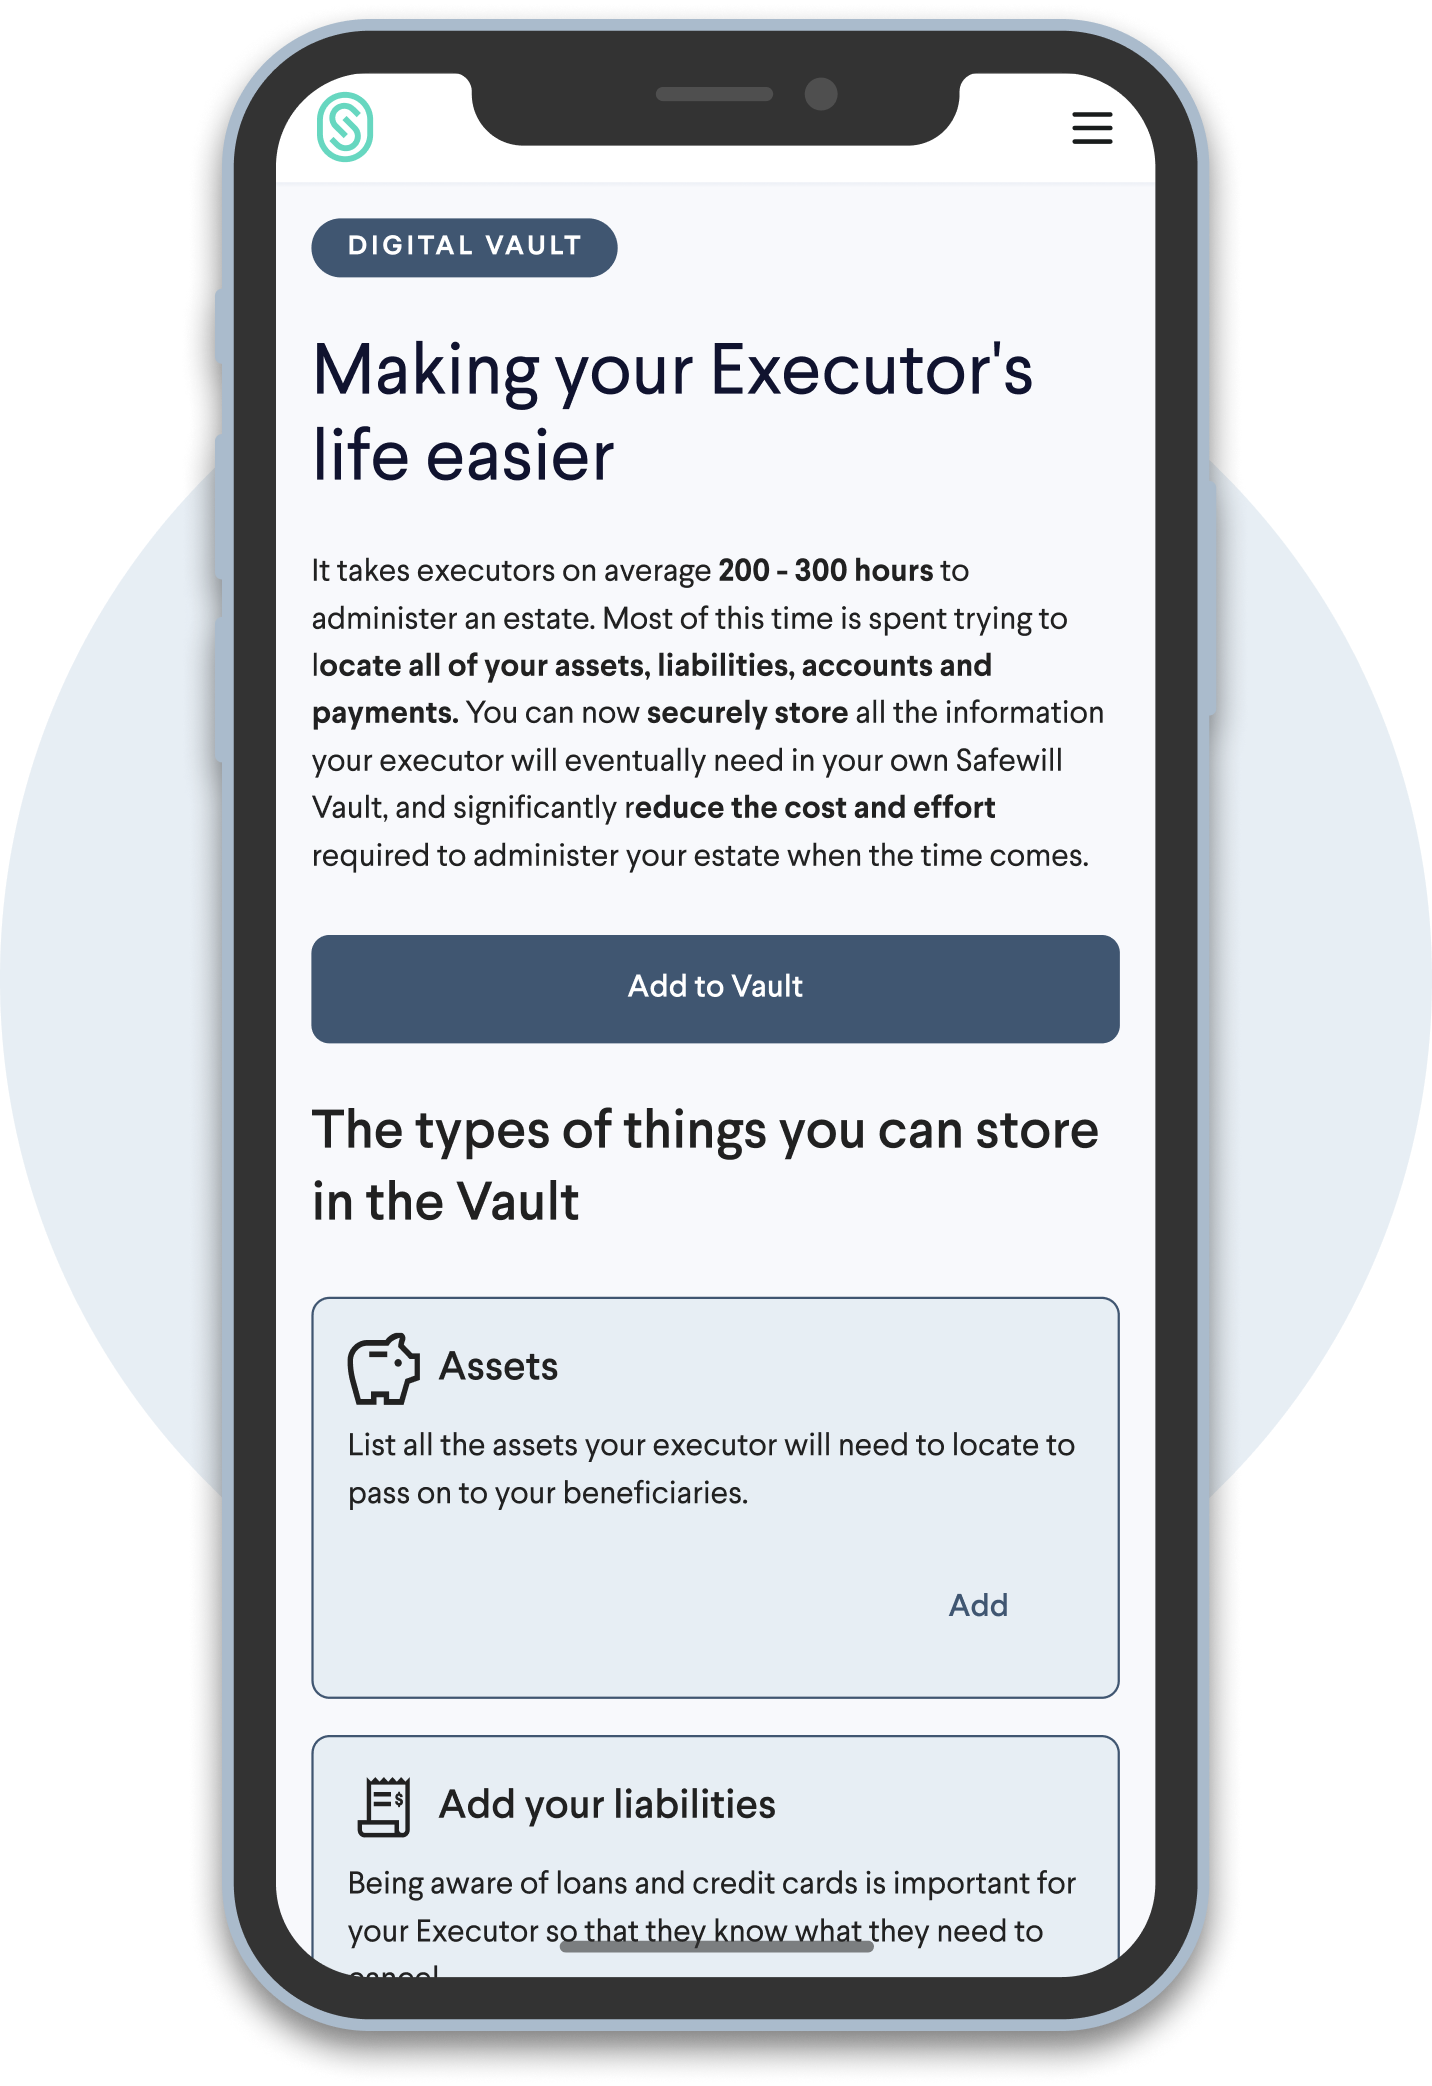 DIGITAL VAULT
Making your Executor's
life easier
It takes executors on average 200 - 300 hours to
administer an estate. Most of this time is spent trying to
locate all of your assets, liabilities, accounts and
payments. You can now securely store all the information
your executor will eventually need in your own Safewill
Vault, and significantly reduce the cost and effort
required to administer your estate when the time comes.
Add to Vault
The types of things you can store
in the Vault
Assets
List all the assets your executor will need to locate to
pass on to your beneficiaries.
Add
$
Add your liabilities
Being aware of loans and credit cards is important for
your Executor so that they know what they need to